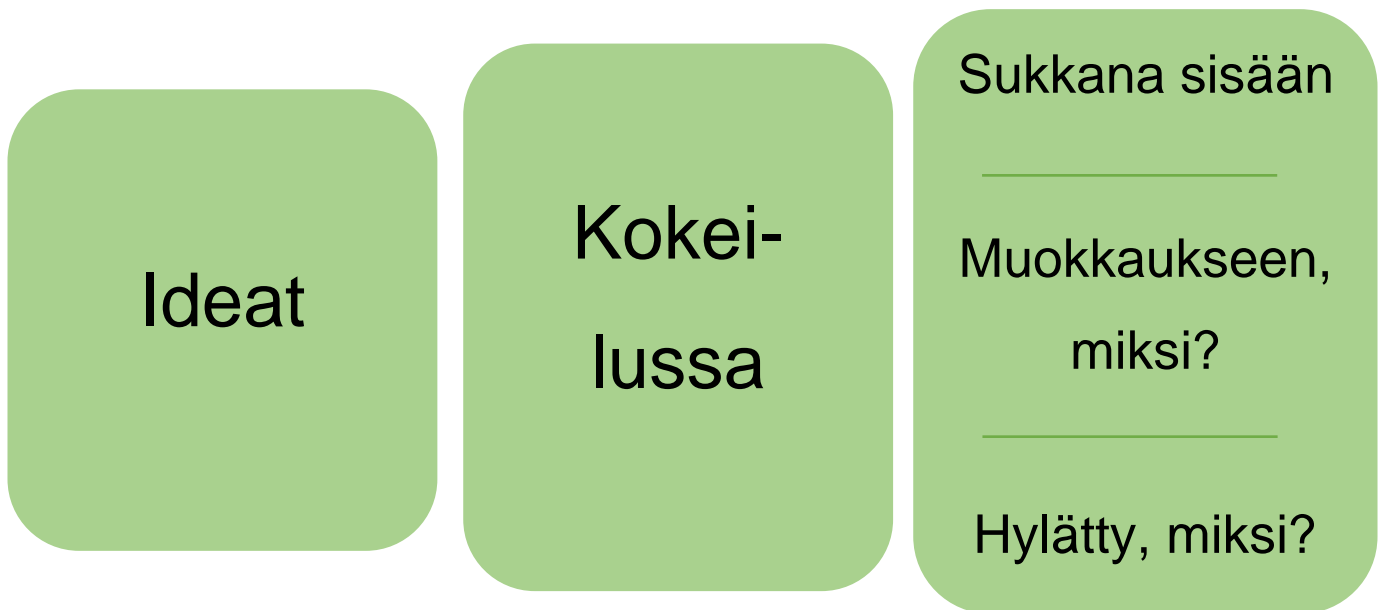 Ideat
Kokei-
lussa
Sukkana sisään
Muokkaukseen,
miksi?
Hylätty, miksi?